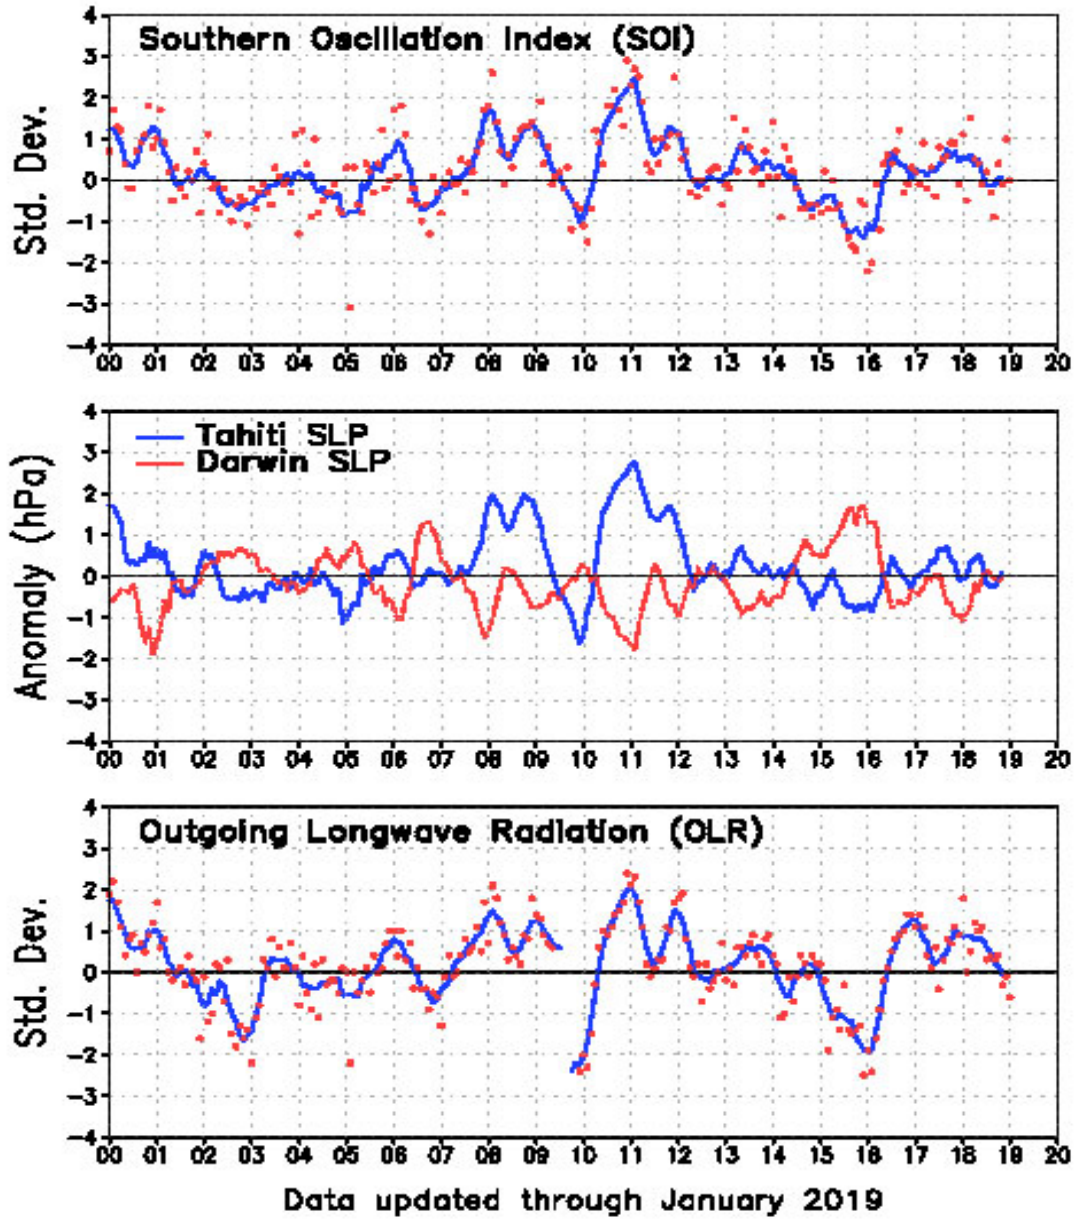 Southern Oscillation Index (SOI)
Std. Dev.
4
3
2
1
0
−1
−2
−3
−4
00 01 02 03 04 05 06 07 08 09 10 11 12 13 14 15 16 17 18 19 20
Tahiti SLP
Darwin SLP
Anomaly (hPa)
4
3
2
1
0
−1
−2
−3
−4
00 01 02 03 04 05 06 07 08 09 10 11 12 13 14 15 16 17 18 19 20
Outgoing Longwave Radiation (OLR)
Std. Dev.
4
3
2
1
0
−1
−2
−3
−4
00 01 02 03 04 05 06 07 08 09 10 11 12 13 14 15 16 17 18 19 20
Data updated through January 2019